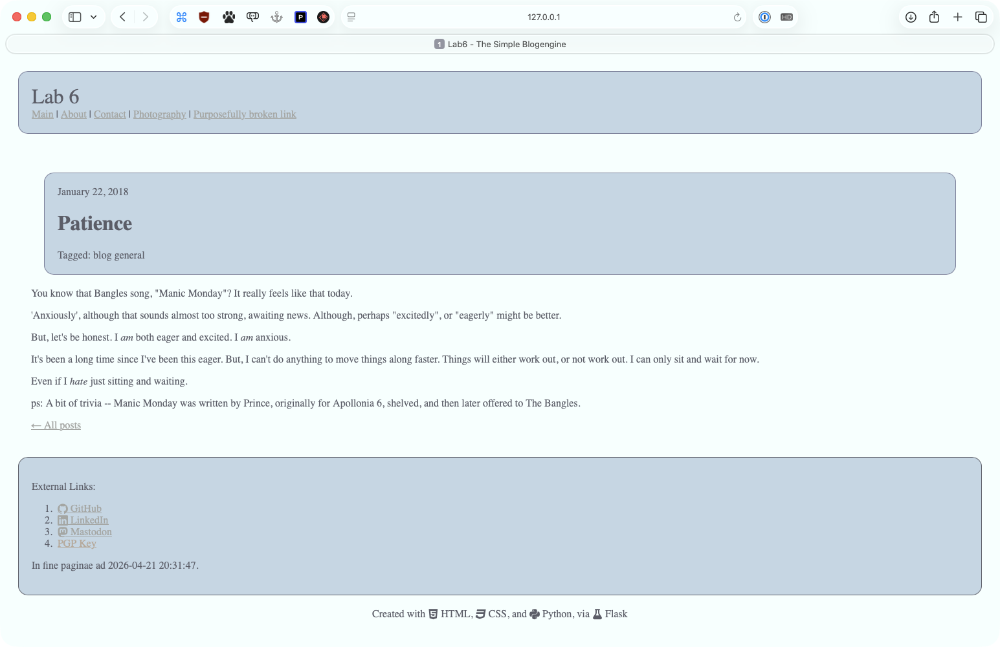 127.0.0.1
HD
1 Lab6 - The Simple Blogengine
Lab 6
Main | About | Contact | Photography | Purposefully broken link
January 22, 2018
Patience
Tagged: blog general
You know that Bangles song, "Manic Monday"? It really feels like that today.
'Anxiously', although that sounds almost too strong, awaiting news. Although, perhaps "excitedly", or "eagerly" might be better.
But, let's be honest. I am both eager and excited. I am anxious.
It's been a long time since I've been this eager. But, I can't do anything to move things along faster. Things will either work out, or not work out. I can only sit and wait for now.
Even if I hate just sitting and waiting.
ps: A bit of trivia -- Manic Monday was written by Prince, originally for Apollonia 6, shelved, and then later offered to The Bangles.
← All posts
External Links:
1. GitHub
2. LinkedIn
3. Mastodon
4. PGP Key
In fine paginae ad 2026-04-21 20:31:47.
Created with HTML, CSS, and Python, via Flask